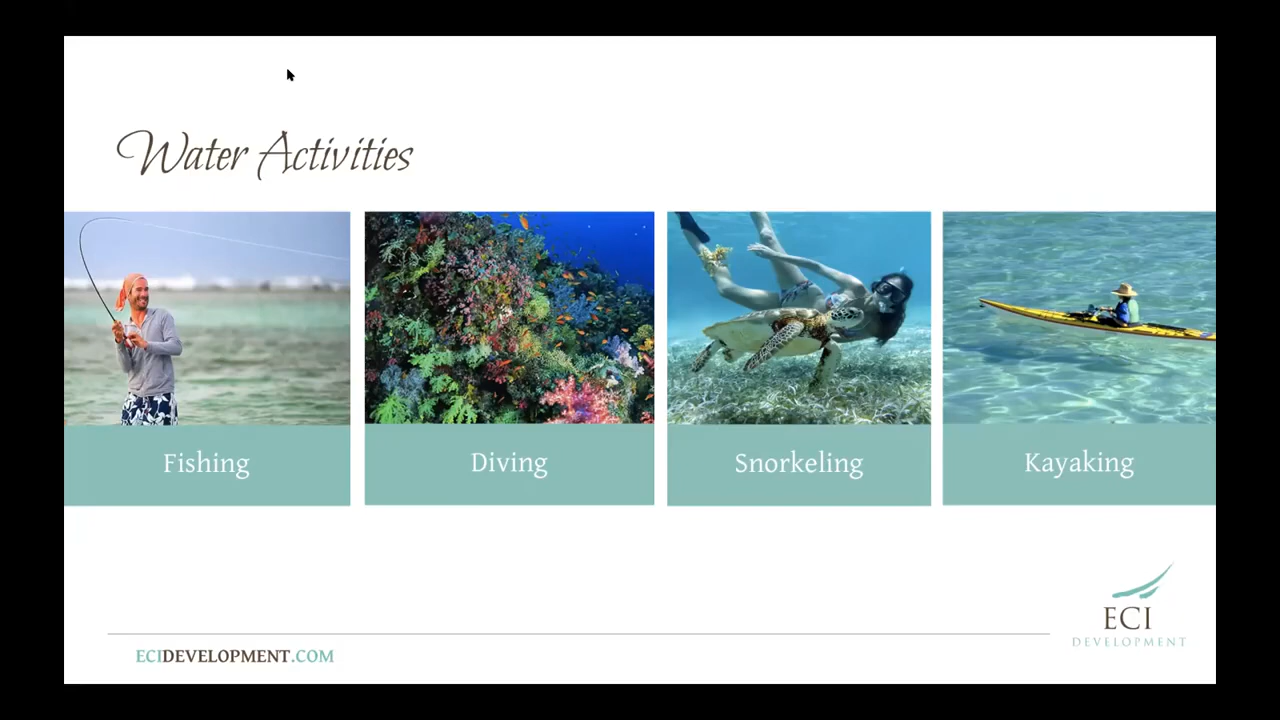 Water Activities
Fishing
Diving
Snorkeling
Kayaking
ECI
DEVELOPMENT
ECIDEVELOPMENT.COM